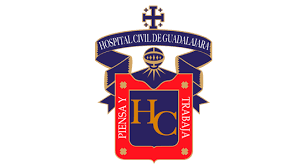 HOSPITAL CIVIL DE GUADALAJARA
PIENSA Y
HC
TRABAJA